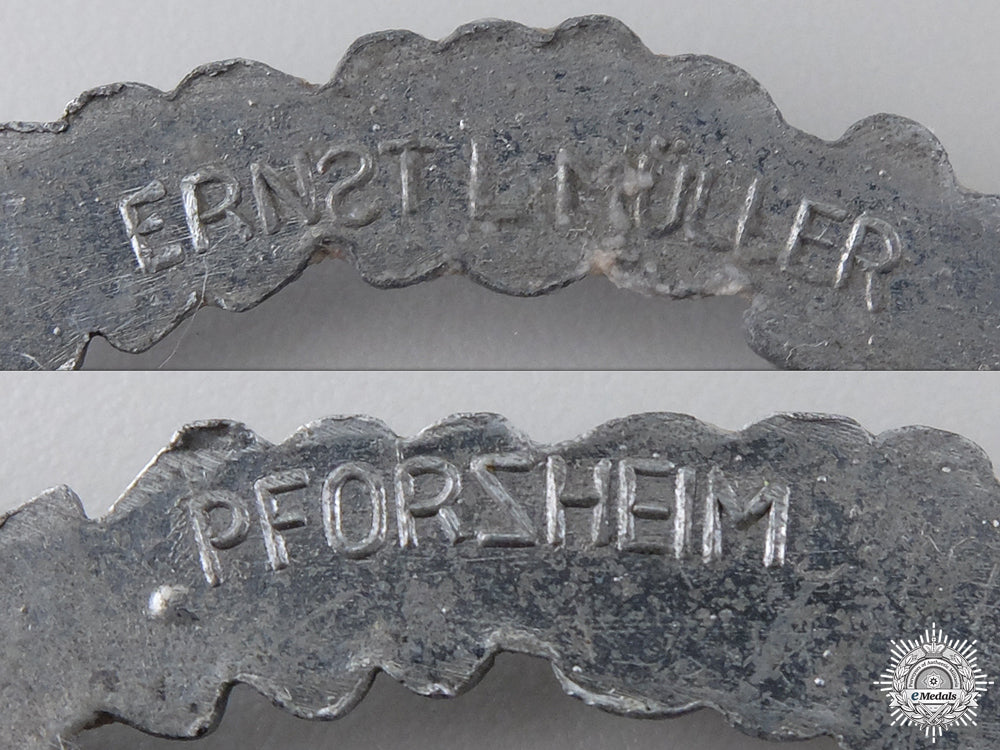 ERNST L. MÜLLER
PFORZHEIM
eMedals